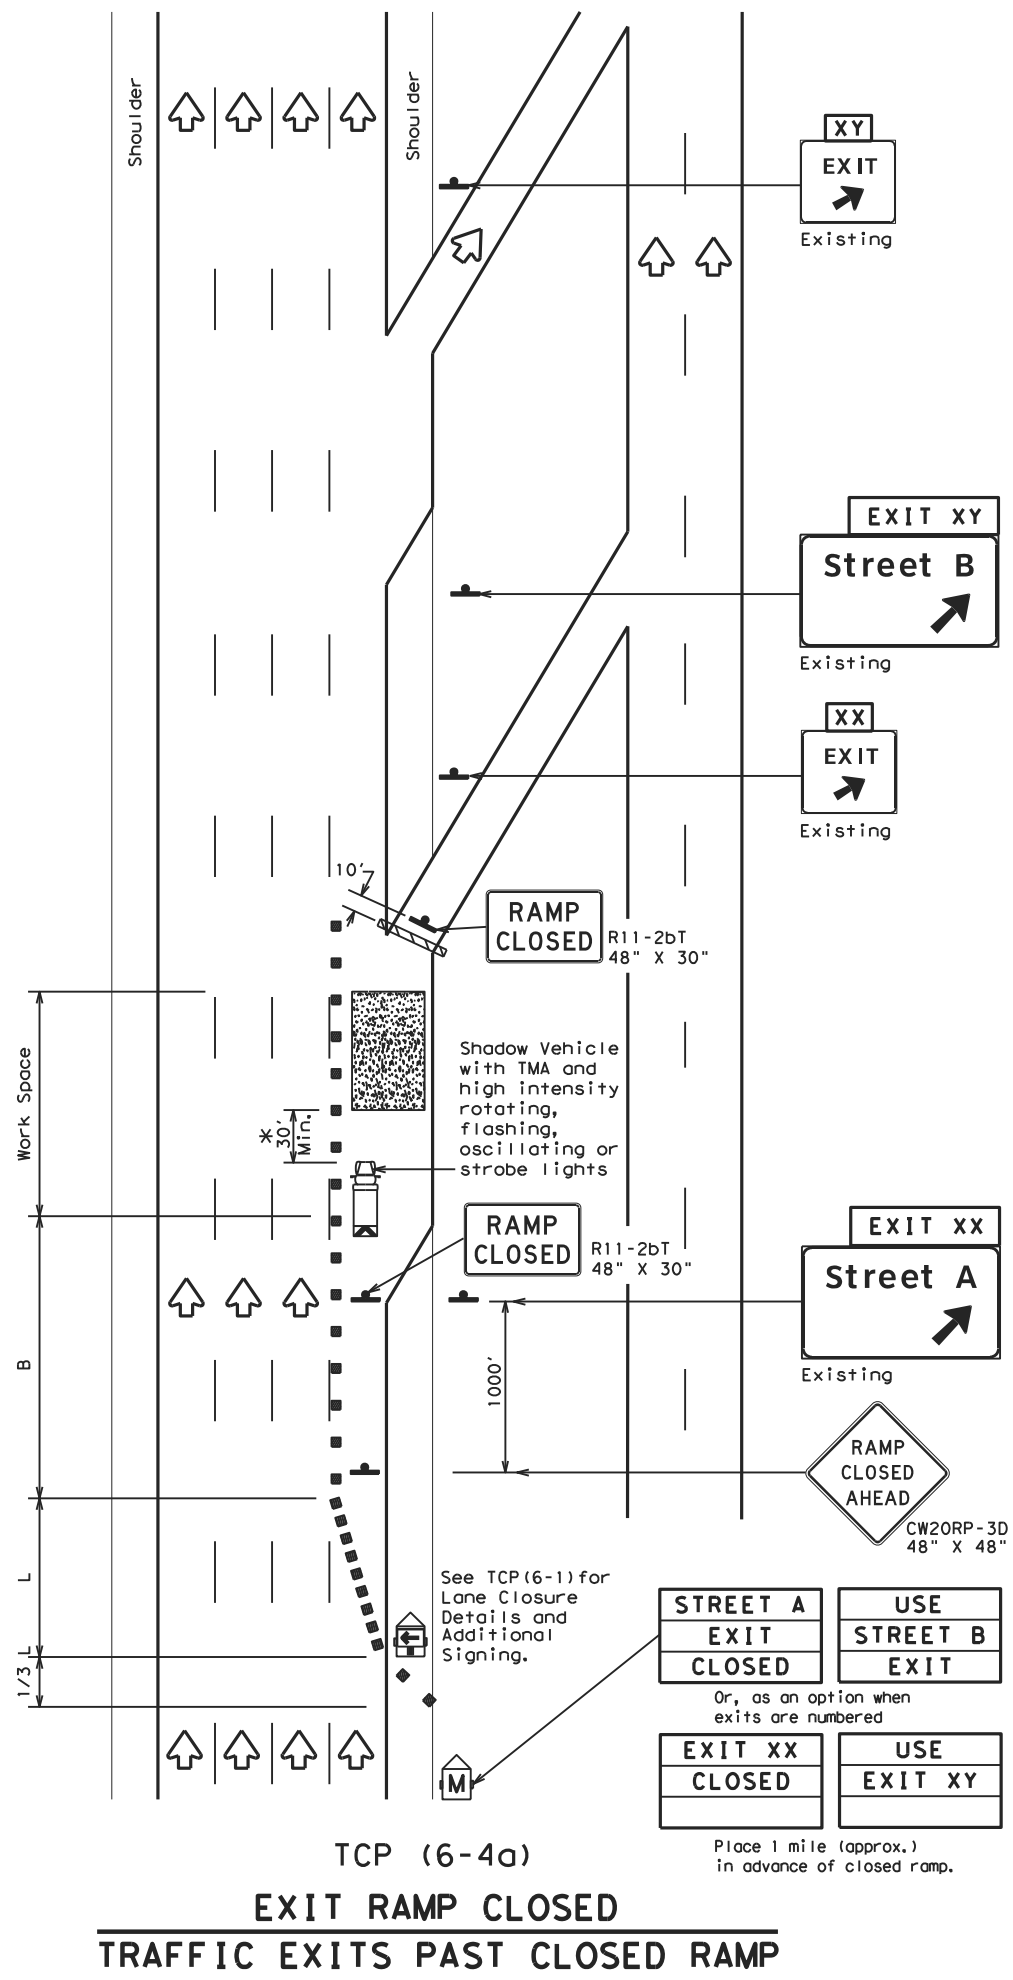 Shoulder
Shoulder
XY
EXIT
Existing
EXIT XY
Street B
Existing
XX
EXIT
Existing
10'
RAMP
CLOSED
R11-2bT
48" X 30"
Work Space
*
30'
Min.
Shadow Vehicle
with TMA and
high intensity
rotating,
flashing,
oscillating or
strobe lights
RAMP
CLOSED
R11-2bT
48" X 30"
EXIT XX
Street A
Existing
B
1000'
RAMP
CLOSED
AHEAD
CW20RP-3D
48" X 48"
L
1/3 L
See TCP(6-1)for
Lane Closure
Details and
Additional
Signing.
STREET A
EXIT
CLOSED
USE
STREET B
EXIT
Or, as an option when
exits are numbered
EXIT XX
CLOSED
USE
EXIT XY
M
Place 1 mile (approx.)
in advance of closed ramp.
TCP (6-4a)
EXIT RAMP CLOSED
TRAFFIC EXITS PAST CLOSED RAMP